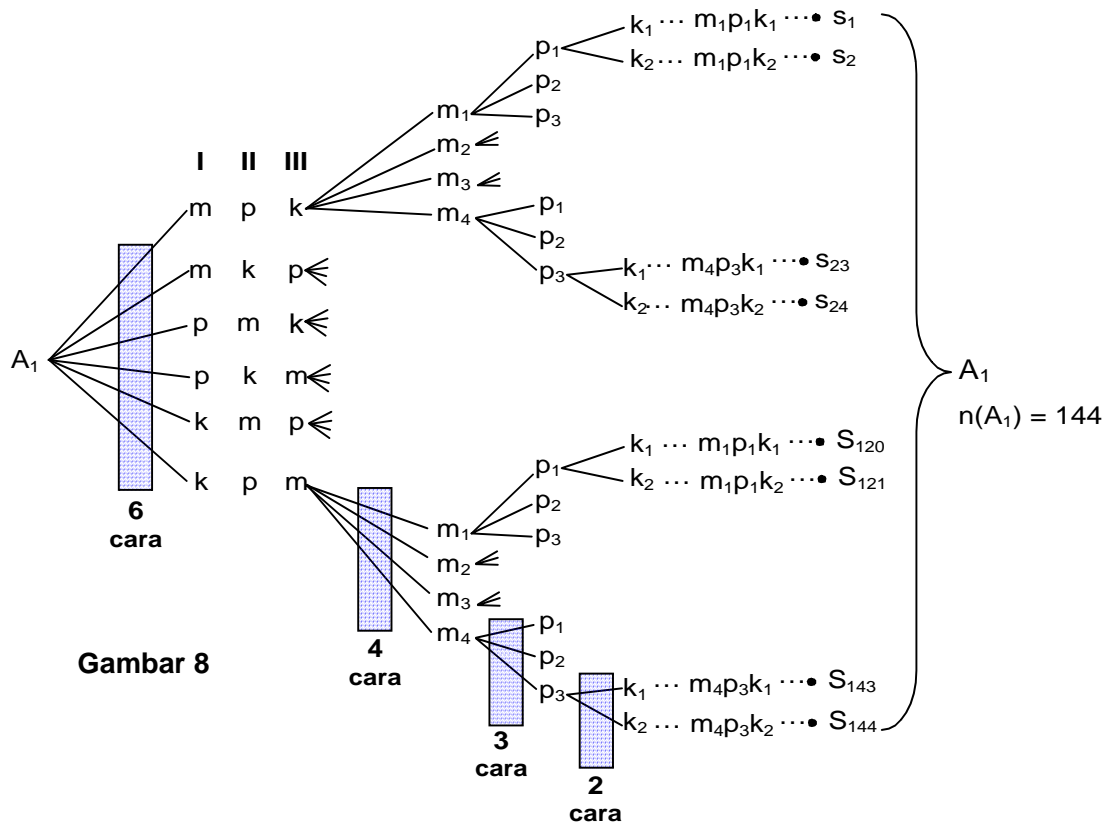 k₁ ··· m₁p₁k₁ ···• s₁
p₁
k₂ ··· m₁p₁k₂ ···• s₂
p₂
m₁
p₃
m₂
I II III
m₃
m p k
m₄
p₁
p₂
p₃
k₁ ··· m₄p₃k₁ ···• s₂₃
k₂ ··· m₄p₃k₂ ···• s₂₄
m k p
p m k
A₁
p k m
A₁
n(A₁) = 144
k m p
k₁ ··· m₁p₁k₁ ···• S₁₂₀
p₁
k₂ ··· m₁p₁k₂ ···• S₁₂₁
k p m
p₂
6
cara
m₁
p₃
m₂
m₃
p₁
m₄
4
cara
p₂
Gambar 8
p₃
k₁ ··· m₄p₃k₁ ···• S₁₄₃
k₂ ··· m₄p₃k₂ ···• S₁₄₄
3
cara
2
cara